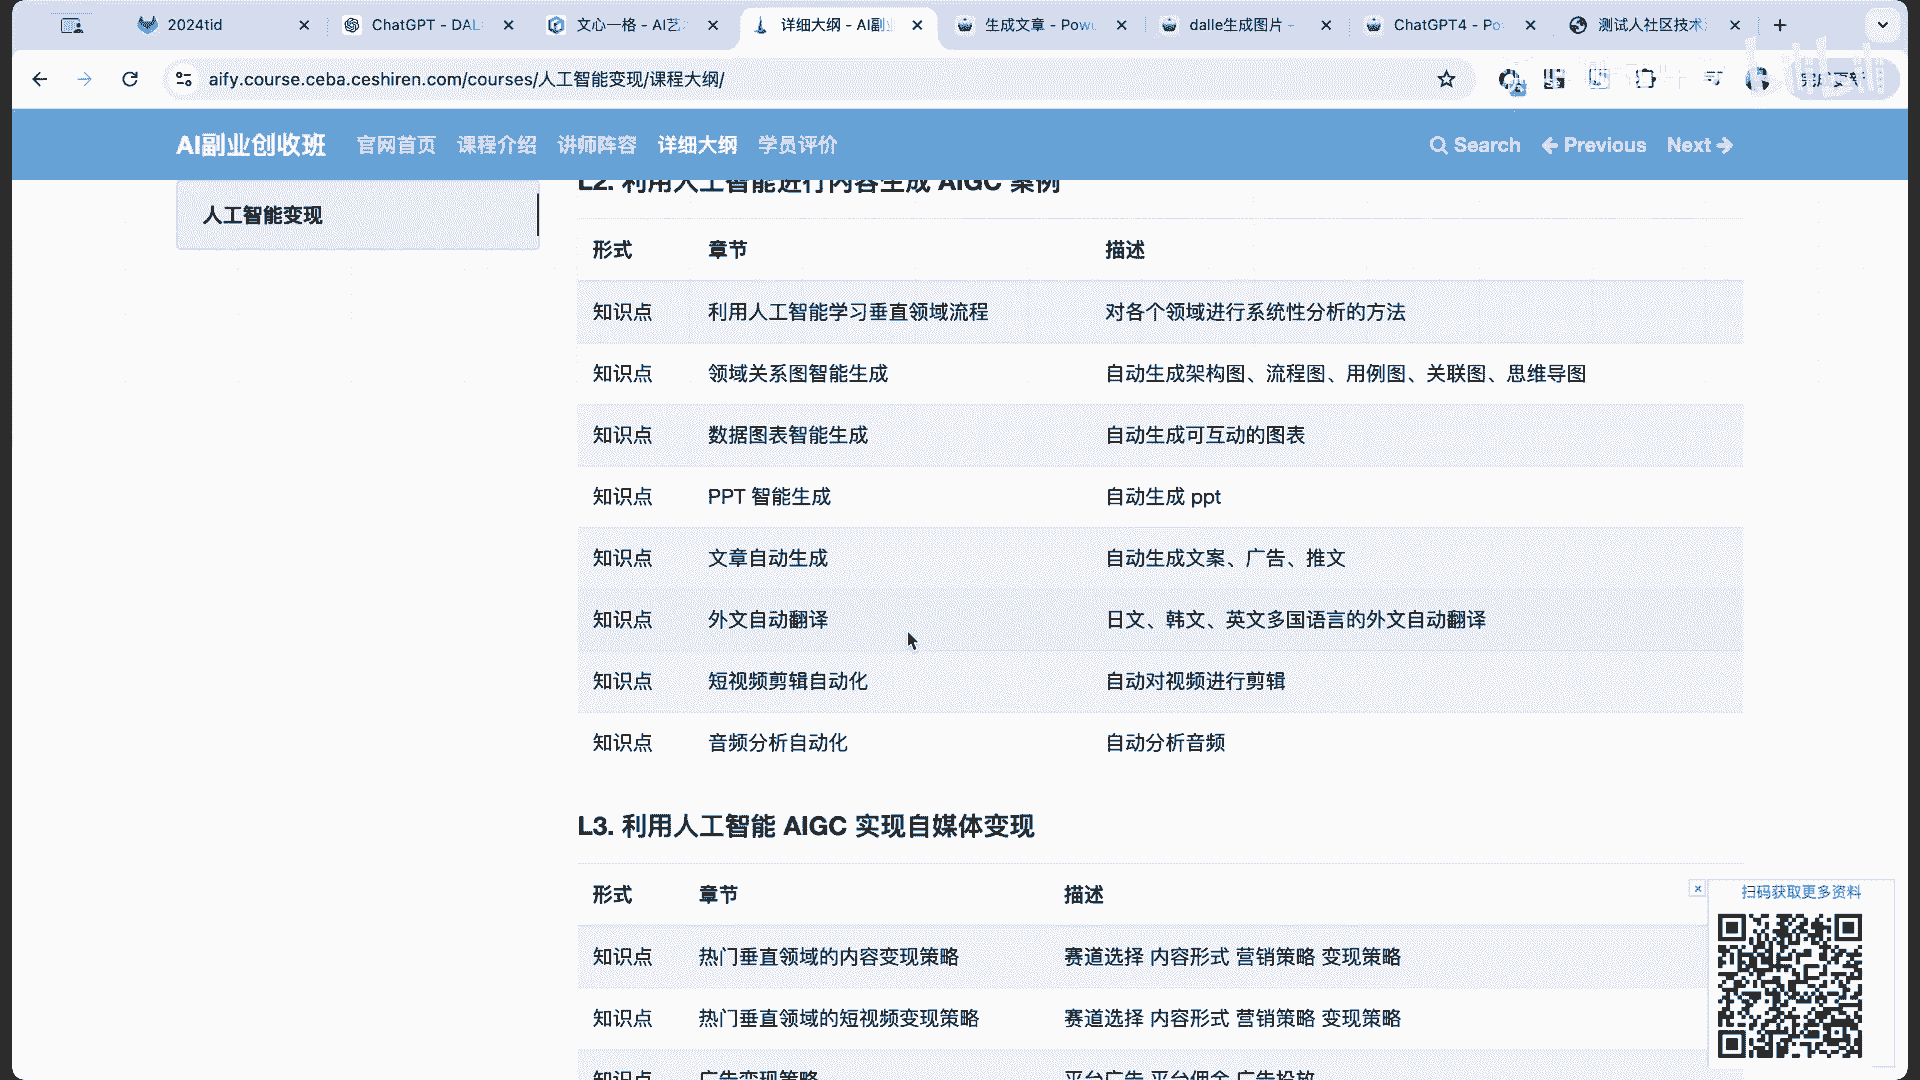 2024tid
ChatGPT - DAL
文心一格 - AI艺
详细大纲 - AI副
生成文章 - Pow
dalle生成图片 -
ChatGPT4 - Po
测试人社区技术
aify.course.ceba.ceshiren.com/courses/人工智能变现/课程大纲/
完成更新
AI副业创收班 官网首页 课程介绍 讲师阵容 详细大纲 学员评价 Search Previous Next
人工智能变现
L2. 利用人工智能进行内容生成 AIGC 案例
形式 章节 描述
知识点 利用人工智能学习垂直领域流程 对各个领域进行系统性分析的方法
知识点 领域关系图智能生成 自动生成架构图、流程图、用例图、关联图、思维导图
知识点 数据图表智能生成 自动生成可互动的图表
知识点 PPT 智能生成 自动生成 ppt
知识点 文章自动生成 自动生成文案、广告、推文
知识点 外文自动翻译 日文、韩文、英文多国语言的外文自动翻译
知识点 短视频剪辑自动化 自动对视频进行剪辑
知识点 音频分析自动化 自动分析音频
L3. 利用人工智能 AIGC 实现自媒体变现
形式 章节 描述
知识点 热门垂直领域的内容变现策略 赛道选择 内容形式 营销策略 变现策略
知识点 热门垂直领域的短视频变现策略 赛道选择 内容形式 营销策略 变现策略
知识点 广告变现策略 平台广告 平台佣金 广告投放
扫码获取更多资料